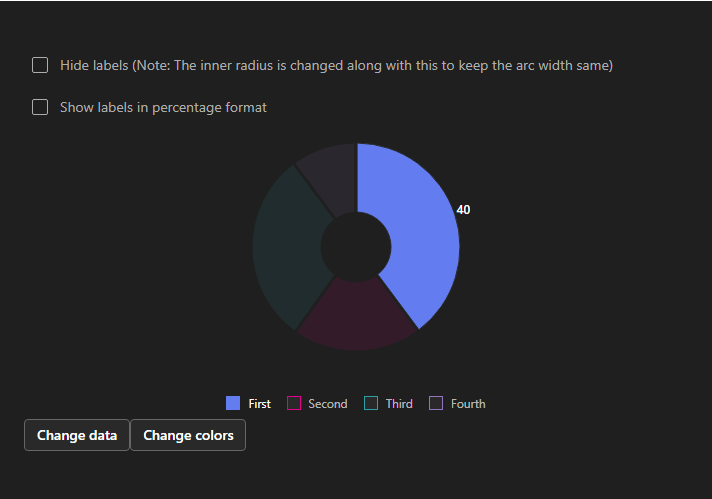 Hide labels (Note: The inner radius is changed along with this to keep the arc width same)
Show labels in percentage format
40
First Second Third Fourth
Change data Change colors